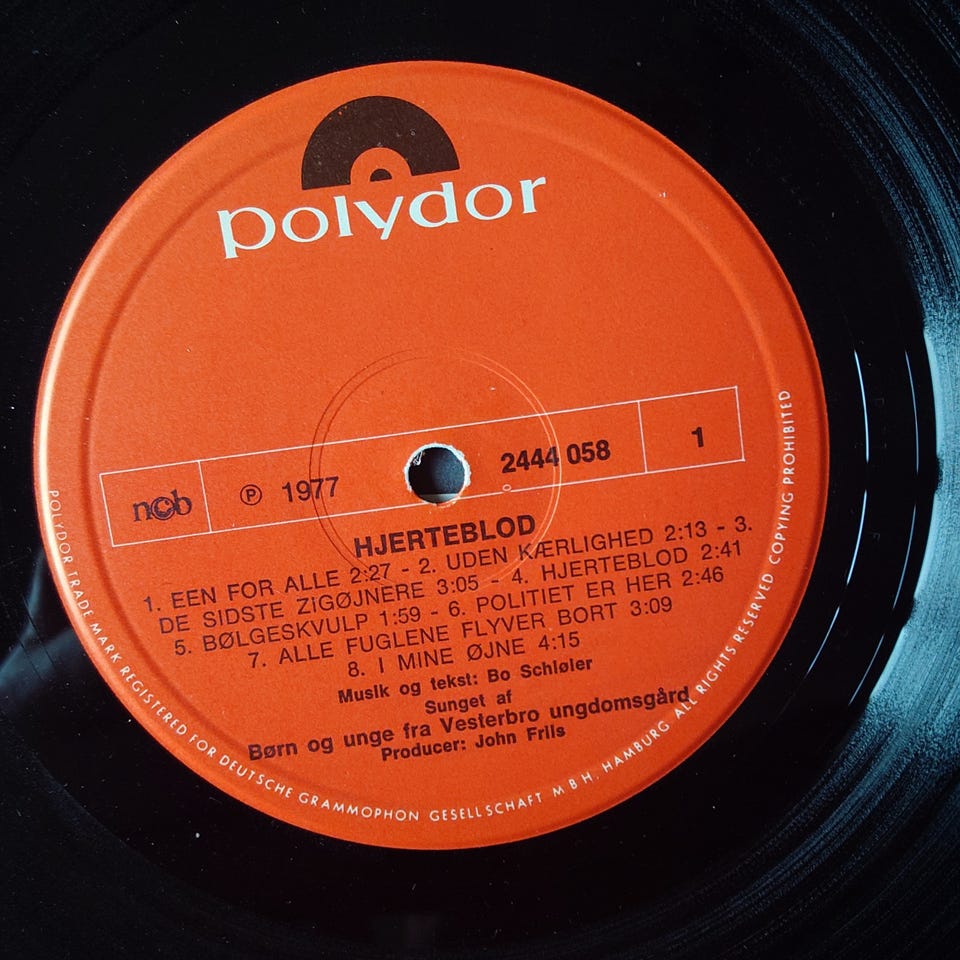 polydor
ncb
℗ 1977
2444 058
1
HJERTEBLOD
1. EEN FOR ALLE 2:27 - 2. UDEN KÆRLIGHED 2:13 - 3.
DE SIDSTE ZIGØJNERE 3:05 - 4. HJERTEBLOD 2:41
5. BØLGESKVULP 1:59 - 6. POLITIET ER HER 2:46
7. ALLE FUGLENE FLYVER BORT 3:09
8. I MINE ØJNE 4:15
Musik og tekst: Bo Schiøler
Sunget af
Børn og unge fra Vesterbro ungdomsgård
Producer: John Friis
POLYDOR TRADE MARK REGISTERED FOR DEUTSCHE GRAMMOPHON GESELLSCHAFT M B H. HAMBURG ALL RIGHTS RESERVED COPYING PROHIBITED